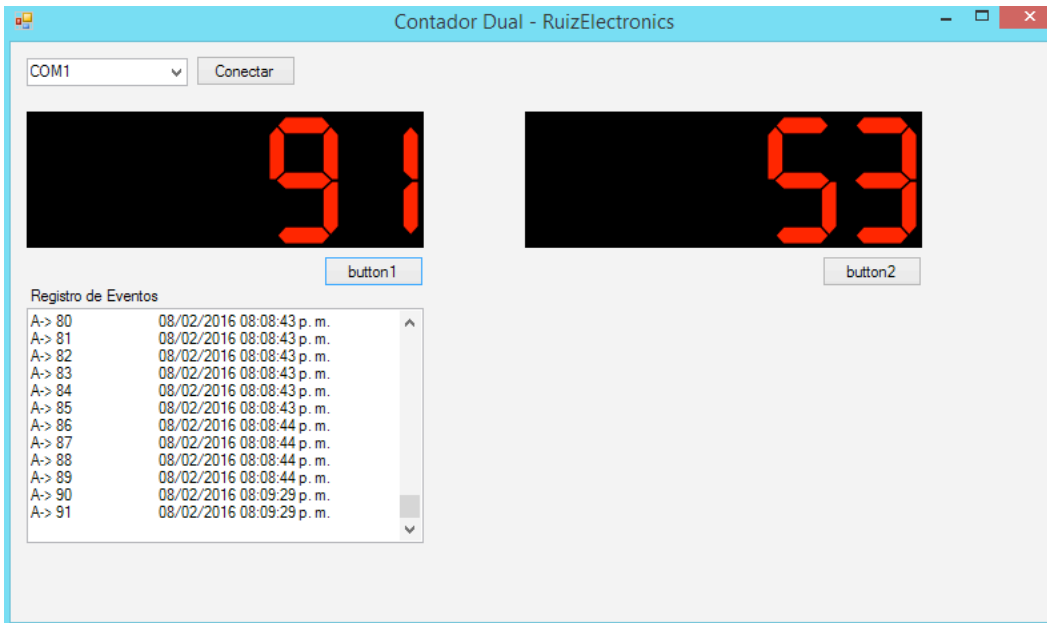 Contador Dual - RuizElectronics
COM1 Conectar
91 53
button1 button2
Registro de Eventos
A-> 80 08/02/2016 08:08:43 p. m.
A-> 81 08/02/2016 08:08:43 p. m.
A-> 82 08/02/2016 08:08:43 p. m.
A-> 83 08/02/2016 08:08:43 p. m.
A-> 84 08/02/2016 08:08:43 p. m.
A-> 85 08/02/2016 08:08:43 p. m.
A-> 86 08/02/2016 08:08:44 p. m.
A-> 87 08/02/2016 08:08:44 p. m.
A-> 88 08/02/2016 08:08:44 p. m.
A-> 89 08/02/2016 08:08:44 p. m.
A-> 90 08/02/2016 08:09:29 p. m.
A-> 91 08/02/2016 08:09:29 p. m.